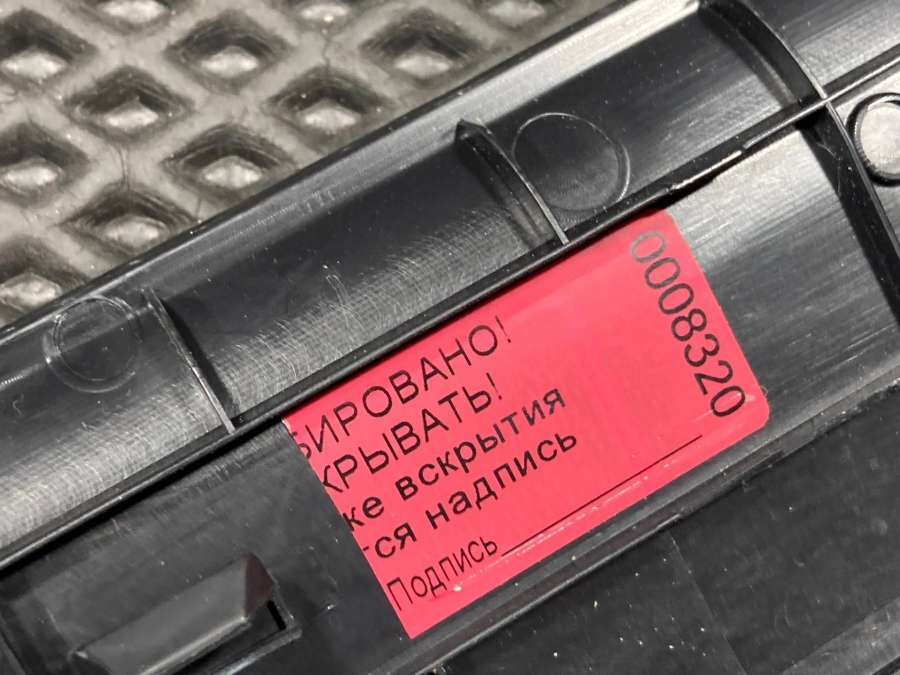 БИРОВАНО!
КРЫВАТЬ!
ке вскрытия
тся надпись
Подпись
0008320